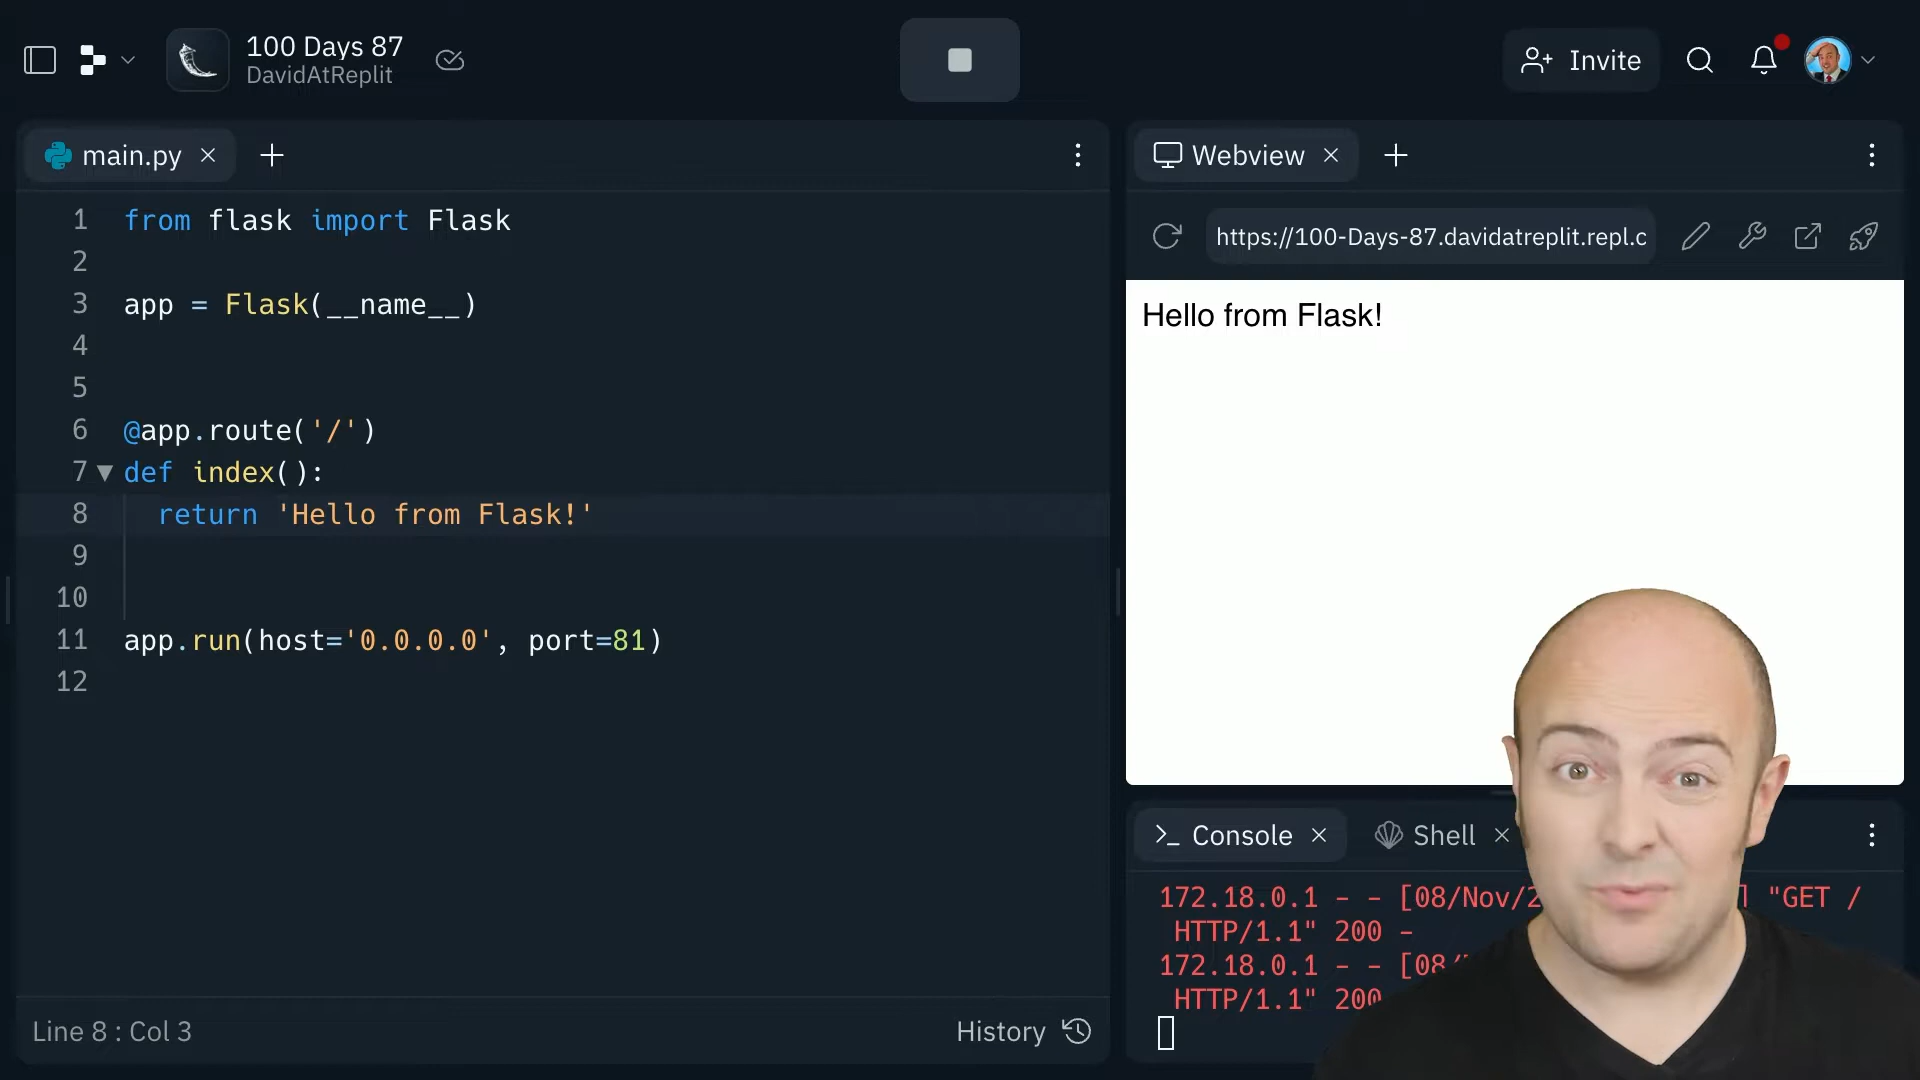 100 Days 87
DavidAtReplit
Invite
main.py
1 from flask import Flask
2
3 app = Flask(__name__)
4
5
6 @app.route('/')
7 def index():
8 return 'Hello from Flask!'
9
10
11 app.run(host='0.0.0.0', port=81)
12
Line 8 : Col 3
History
Webview
https://100-Days-87.davidatreplit.repl.c
Hello from Flask!
Console
Shell
172.18.0.1 - - [08/Nov/2 ] "GET /
HTTP/1.1" 200 -
172.18.0.1 - - [08/
HTTP/1.1" 200